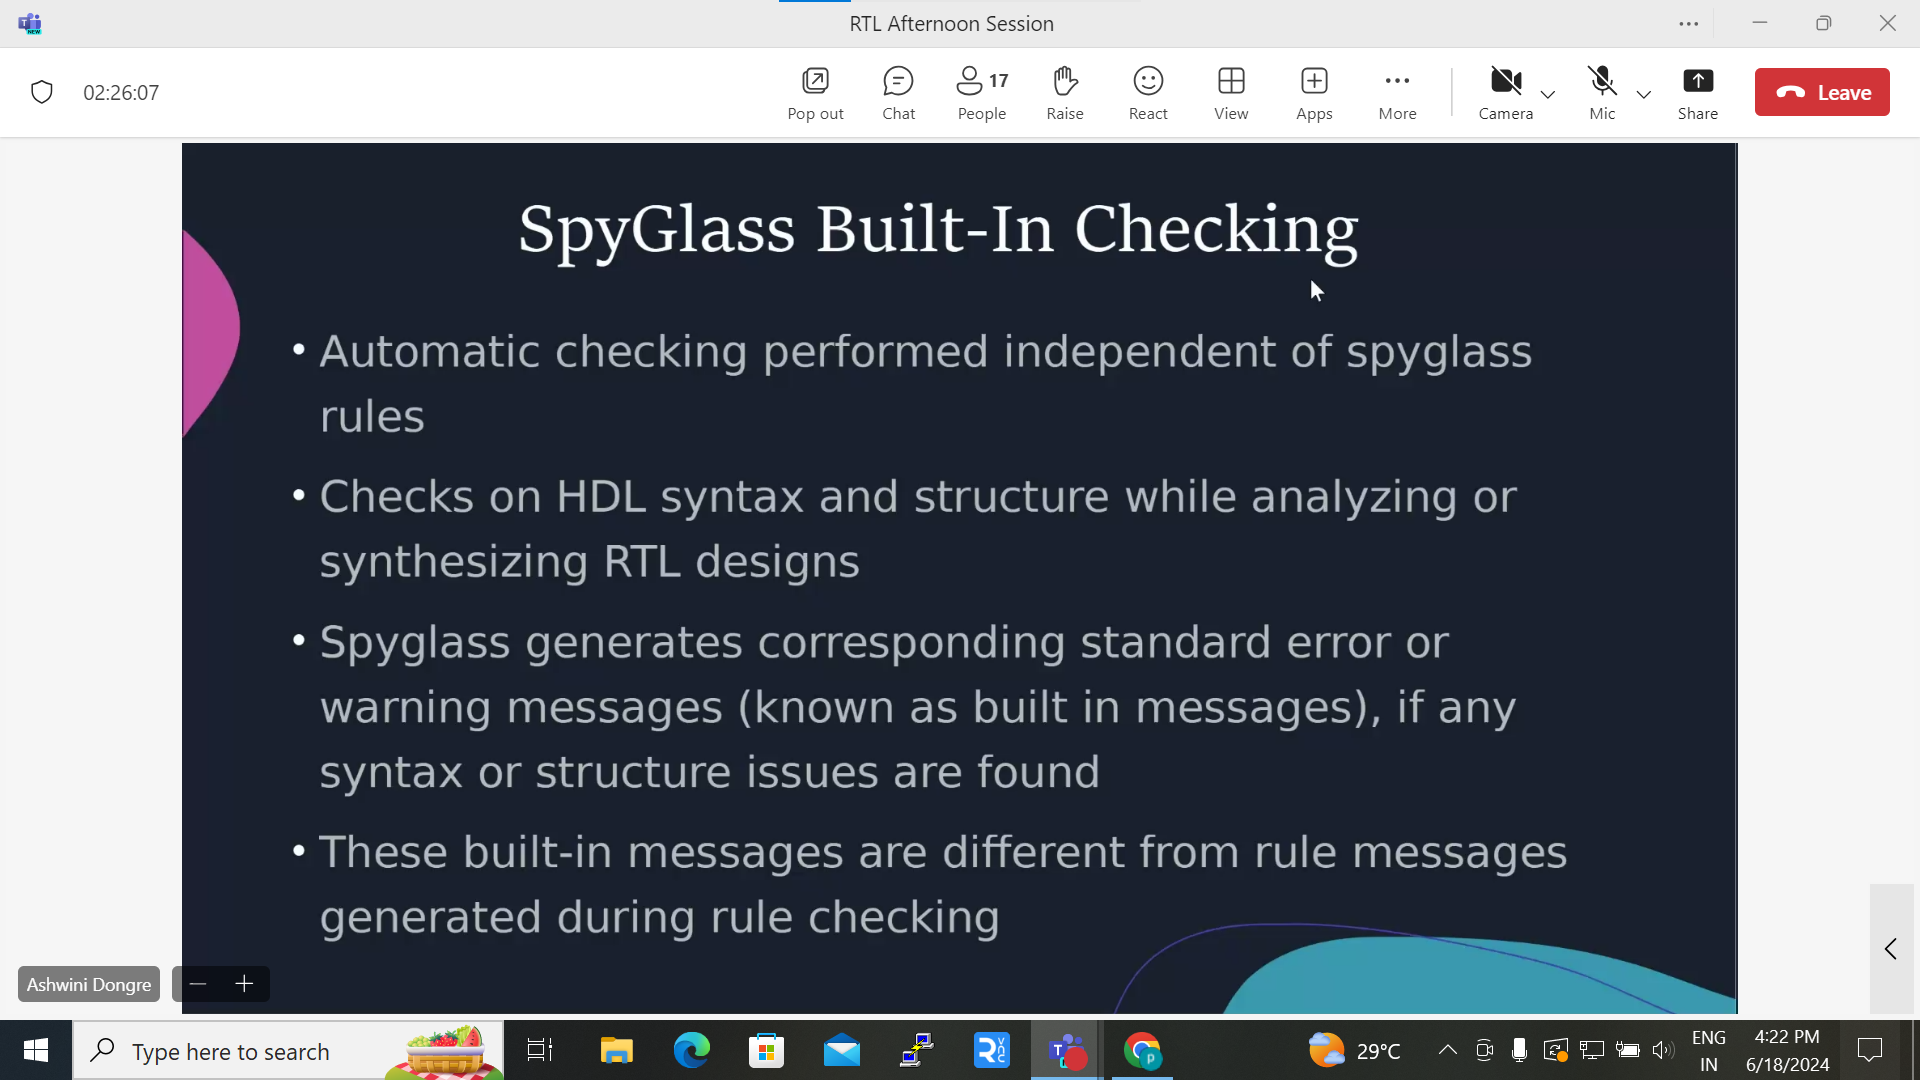 RTL Afternoon Session
02:26:07
Pop out
Chat
17
People
Raise
React
View
Apps
More
Camera
Mic
Share
Leave
SpyGlass Built-In Checking
• Automatic checking performed independent of spyglass
rules
• Checks on HDL syntax and structure while analyzing or
synthesizing RTL designs
• Spyglass generates corresponding standard error or
warning messages (known as built in messages), if any
syntax or structure issues are found
• These built-in messages are different from rule messages
generated during rule checking
Ashwini Dongre
Type here to search
29°C
ENG
IN
4:22 PM
6/18/2024